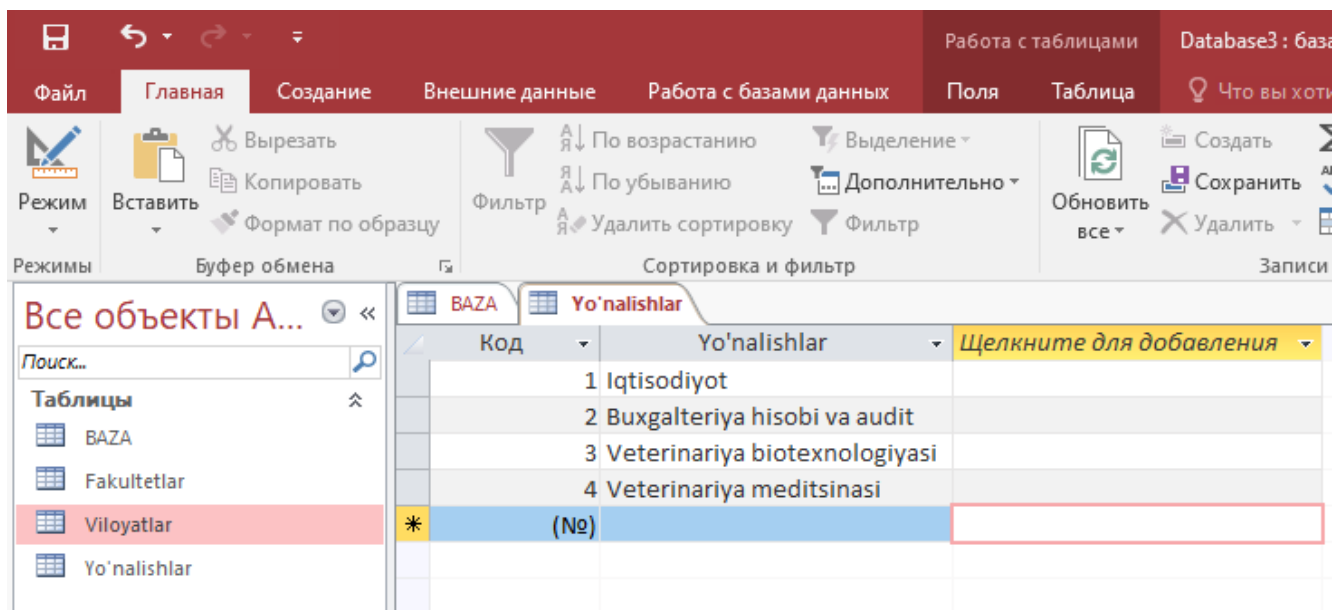 Работа с таблицами Database3 : база
Файл Главная Создание Внешние данные Работа с базами данных Поля Таблица Что вы хоти
Режим
Вставить
Вырезать
Копировать
Формат по образцу
Фильтр
По возрастанию
По убыванию
Удалить сортировку
Выделение
Дополнительно
Фильтр
Обновить
все
Создать
Сохранить
Удалить
Режимы Буфер обмена Сортировка и фильтр Записи
Все объекты A...
Поиск...
Таблицы
BAZA
Fakultetlar
Viloyatlar
Yo'nalishlar
BAZA Yo'nalishlar
Код Yo'nalishlar Щелкните для добавления
1 Iqtisodiyot
2 Buxgalteriya hisobi va audit
3 Veterinariya biotexnologiyasi
4 Veterinariya meditsinasi
* (№)